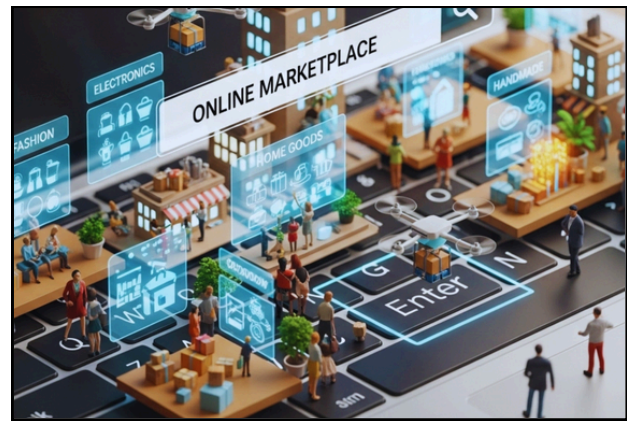 ONLINE MARKETPLACE
ELECTRONICS
FASHION
HANDMADE
HOME GOODS
G
O
N
Enter
Q
W